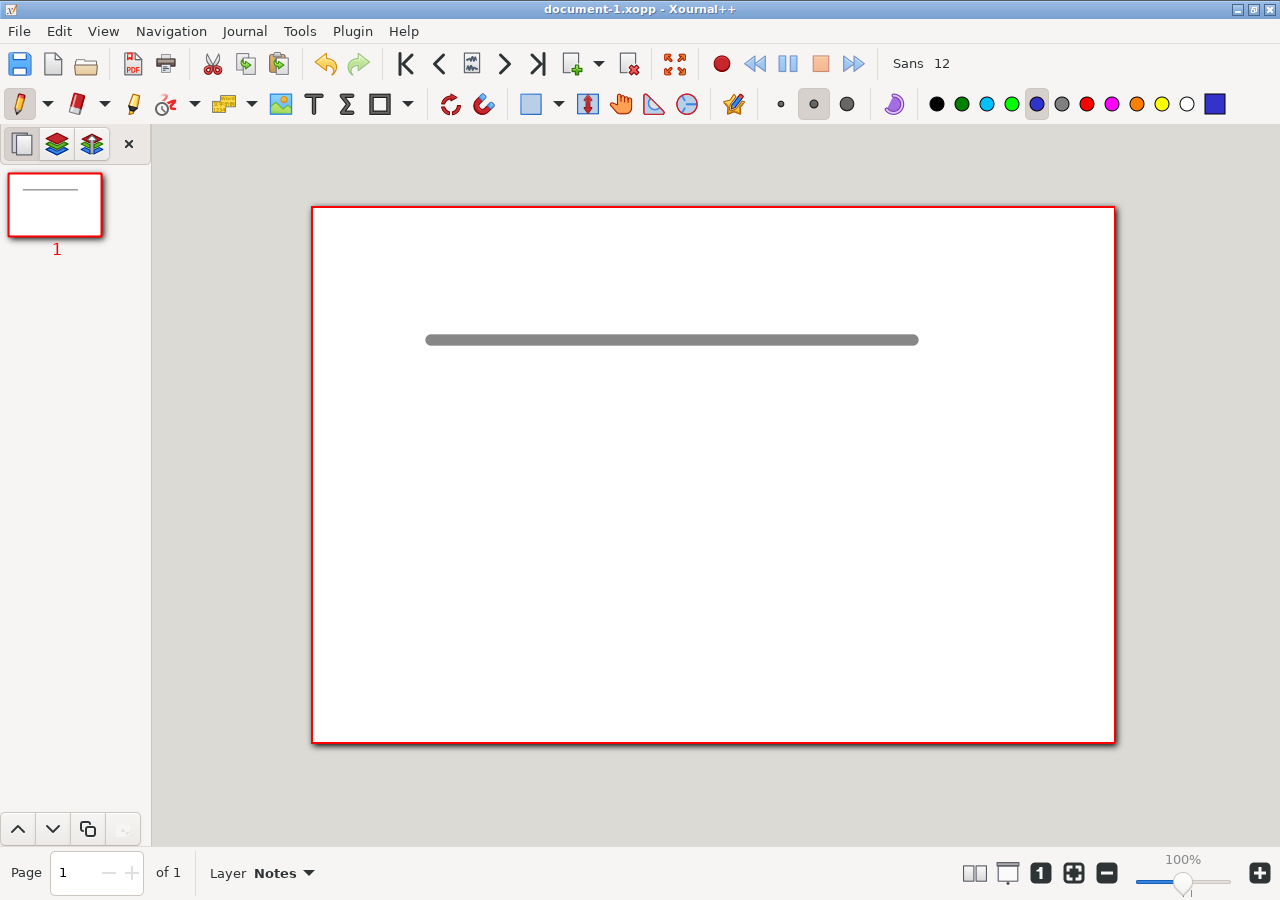 document-1.xopp - Xournal++
File Edit View Navigation Journal Tools Plugin Help
Sans 12
1
Page 1 of 1 Layer Notes 100%